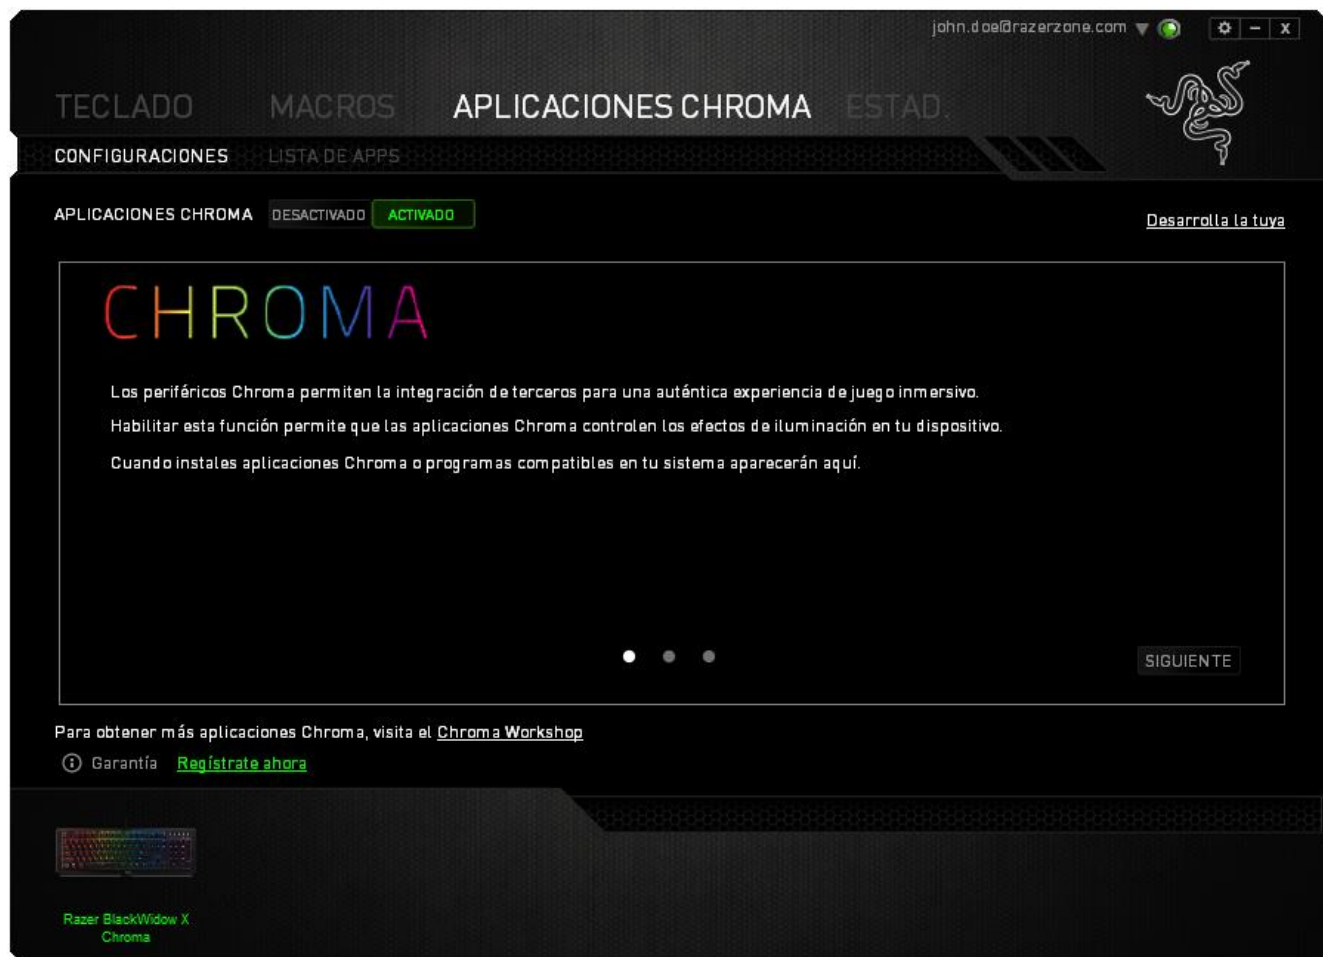 john.doe@razerzone.com
TECLADO MACROS APLICACIONES CHROMA ESTAD.
CONFIGURACIONES LISTA DE APPS
APLICACIONES CHROMA DESACTIVADO ACTIVADO
Desarrolla la tuya
CHROMA
Los periféricos Chroma permiten la integración de terceros para una auténtica experiencia de juego inmersivo.
Habilitar esta función permite que las aplicaciones Chroma controlen los efectos de iluminación en tu dispositivo.
Cuando instales aplicaciones Chroma o programas compatibles en tu sistema aparecerán aquí.
SIGUIENTE
Para obtener más aplicaciones Chroma, visita el Chroma Workshop
Garantía Regístrate ahora
Razer BlackWidow X
Chroma